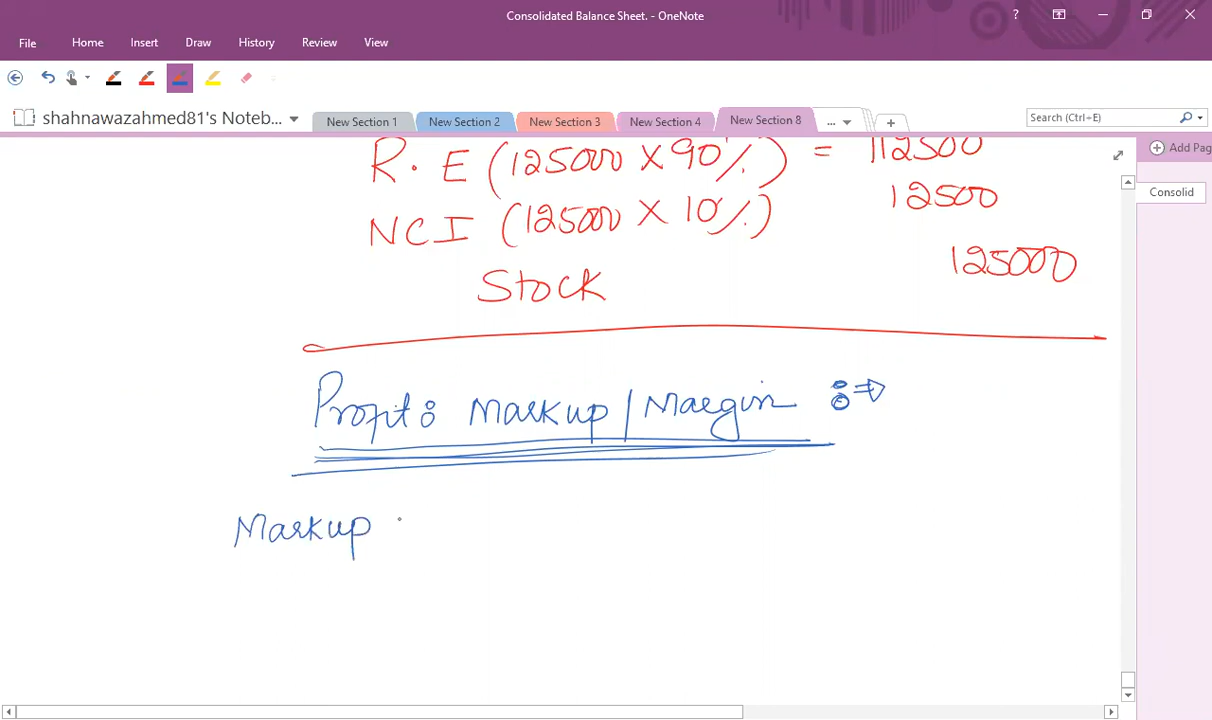 Consolidated Balance Sheet. - OneNote
?
File Home Insert Draw History Review View
shahnawazahmed81's Noteb... New Section 1 New Section 2 New Section 3 New Section 4 New Section 8 ... Search (Ctrl+E)
Add Pag
Consolid
R. E (125000 X 90%) = 112500
NCI (125000 X 10%) 12500
Stock 125000
Profit: Markup / Margin :⇒
Markup